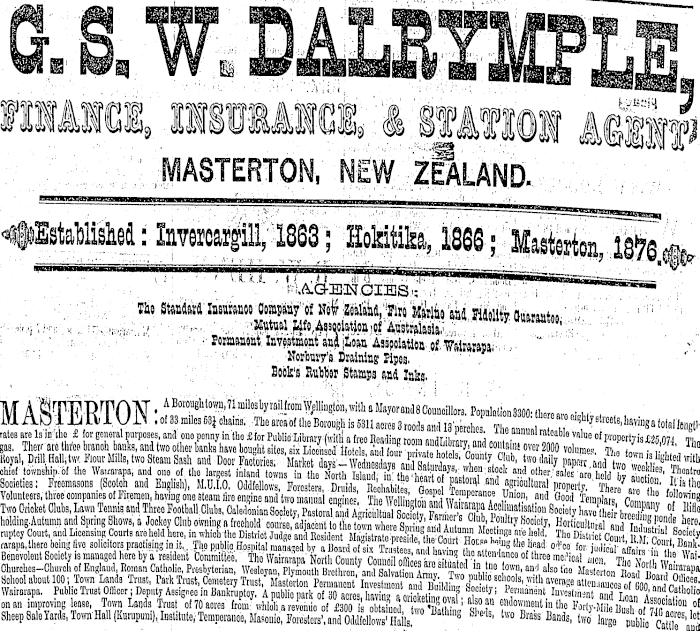 G. S. W. DALRYMPLE,
FINANCE, INSURANCE, & STATION AGENT
MASTERTON, NEW ZEALAND.
Established : Invercargill, 1863 ; Hokitika, 1866 ; Masterton, 1876.
AGENCIES :
The Standard Insurance Company of New Zealand, Fire Marine and Fidelity Guarantee,
Mutual Life Association of Australasia.
Permanent Investment and Loan Association of Wairarapa.
Norbury's Draining Pipes.
Bock's Rubber Stamps and Inks.
MASTERTON : A Borough town, 71 miles by rail from Wellington, with a Mayor and 8 Councillors. Population 3300: there are eighty streets, having a total length
of 33 miles 56½ chains. The area of the Borough is 5311 acres 3 roods and 13 perches. The annual rateable value of property is £25,074. The
rates are 1s in the £ for general purposes, and one penny in the £ for Public Library (with a free Reading room and Library, and contains over 2000 volumes. The town is lighted with
gas. There are three branch banks, and two other banks have bought sites, six Licensed Hotels, and four private hotels, County Club, two daily paper and two weeklies, Theatre
Royal, Drill Hall, two Flour Mills, two Steam Sash and Door Factories. Market days—Wednesdays and Saturdays, when stock and other sales are held by auction. It is the
chief township of the Wairarapa, and one of the largest inland towns in the North Island, in the heart of pastoral and agricultural property. There are the following
Societies: Freemasons (Scotch and English), M.U.I.O. Oddfellows, Foresters, Druids, Rechabites, Gospel Temperance Union, and Good Templars, Company of Rifle
Volunteers, three companies of Firemen, having one steam fire engine and two manual engines. The Wellington and Wairarapa Acclimatisation Society have their breeding ponds here.
Two Cricket Clubs, Lawn Tennis and Three Football Clubs, Caledonian Society, Pastoral and Agricultural Society, Farmer's Club, Poultry Society, Horticultural and Industrial Society
holding Autumn and Spring Shows, a Jockey Club owning a freehold course, adjacent to the town where Spring and Autumn Meetings are held. The District Court, R.M. Court, Bank-
ruptcy Court, and Licensing Courts are held here, in which the District Judge and Resident Magistrate preside, the Court House being the head office for judicial affairs in the Wai-
rarapa, there being five solicitors practising in it. The public Hospital managed by a Board of six Trustees, and having the attendance of three medical men. The North Wairarapa
Benevolent Society is managed here by a resident Committee. The Wairarapa North County Council offices are situated in the town, and also the Masterton Road Board Offices.
Churches—Church of England, Roman Catholic, Presbyterian, Wesleyan, Plymouth Brethren, and Salvation Army. Two public schools, with average attendances of 600, and Catholic
School about 100; Town Lands Trust, Park Trust, Cemetery Trust, Masterton Permanent Investment and Building Society; Permanent Investment and Loan Association of
Wairarapa. Public Trust Officer; Deputy Assignee in Bankruptcy. A public park of 30 acres, having a cricketing oval; also an endowment in the Forty-Mile Bush of 746 acres, let
on an improving lease, Town Lands Trust of 70 acres from which a revenue of £300 is obtained, two Bathing Sheds, two Brass Bands, two large public Cattle and
Sheep Sale Yards, Town Hall (Kurupuni), Institute, Temperance, Masonic, Foresters', and Oddfellows' Halls.